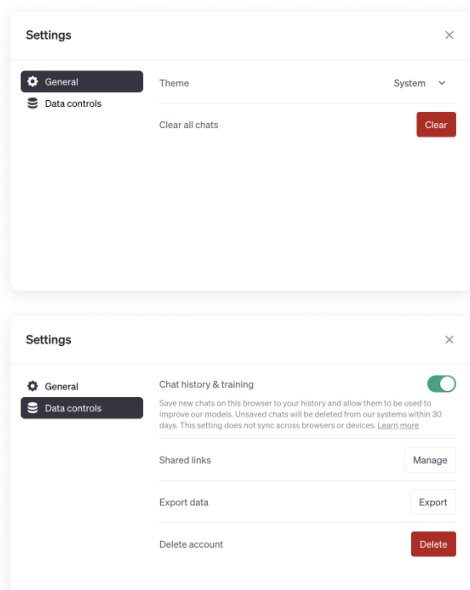 Settings
General
Theme
System
Data controls
Clear all chats
Clear
Settings
General
Chat history & training
Data controls
Save new chats on this browser to your history and allow them to be used to
improve our models. Unsaved chats will be deleted from our systems within 30
days. This setting does not sync across browsers or devices. Learn more
Shared links
Manage
Export data
Export
Delete account
Delete